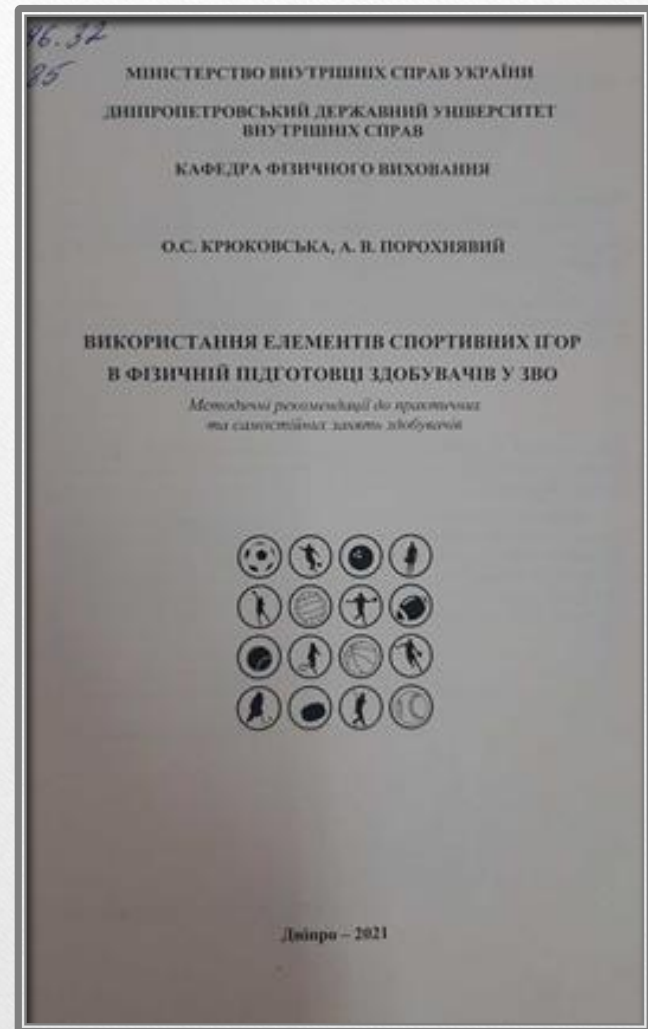 96.32
85
МІНІСТЕРСТВО ВНУТРІШНІХ СПРАВ УКРАЇНИ
ДНІПРОПЕТРОВСЬКИЙ ДЕРЖАВНИЙ УНІВЕРСИТЕТ
ВНУТРІШНІХ СПРАВ
КАФЕДРА ФІЗИЧНОГО ВИХОВАННЯ
О.С. КРЮКОВСЬКА, А. В. ПОРОХНЯВИЙ
ВИКОРИСТАННЯ ЕЛЕМЕНТІВ СПОРТИВНИХ ІГОР
В ФІЗИЧНІЙ ПІДГОТОВЦІ ЗДОБУВАЧІВ У ЗВО
Методичні рекомендації до практичних
та самостійних занять здобувачів
Дніпро – 2021